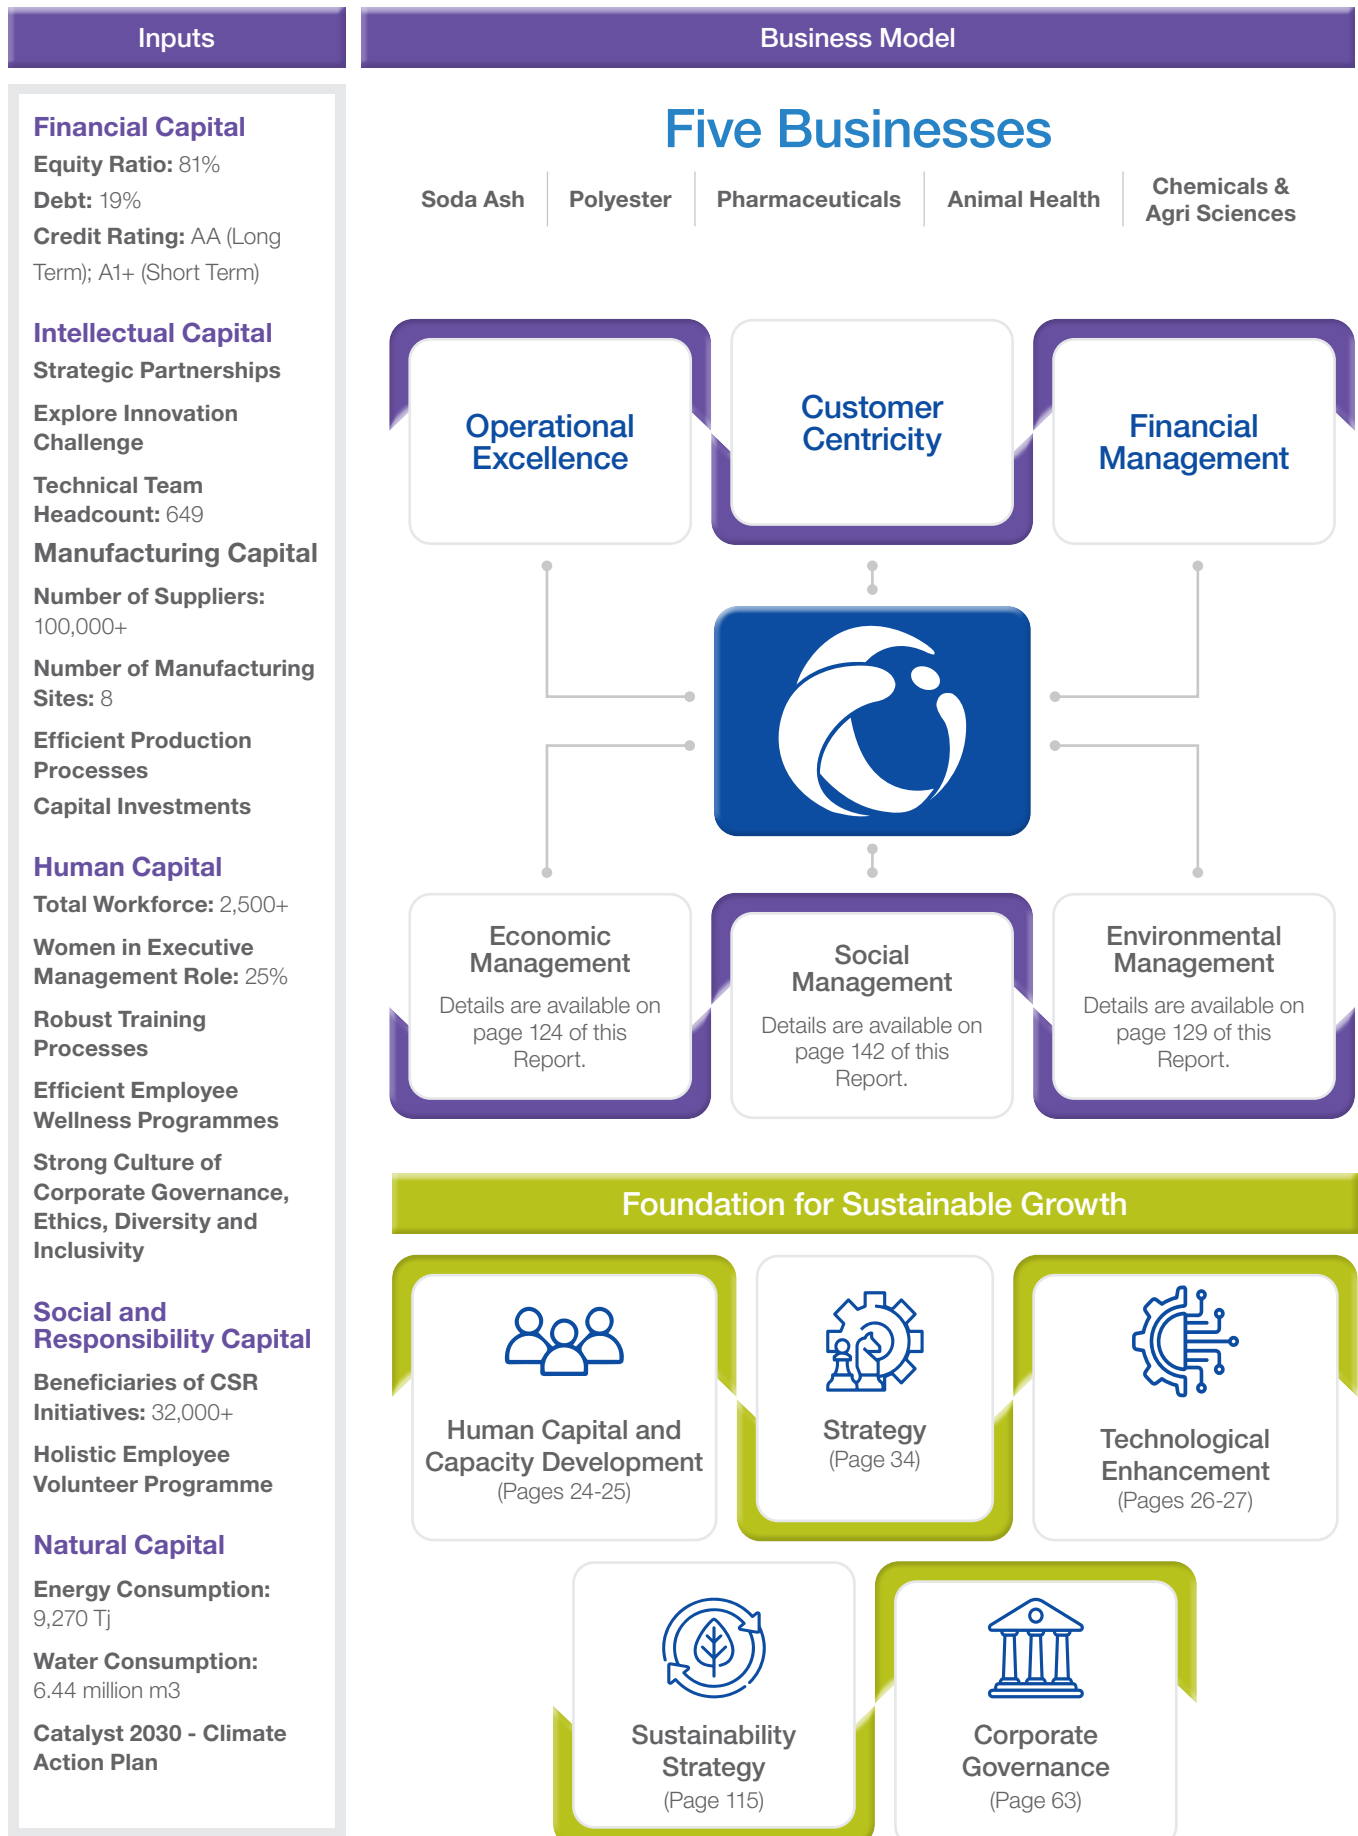 Inputs
Financial Capital
Equity Ratio: 81%
Debt: 19%
Credit Rating: AA (Long
Term); A1+ (Short Term)
Intellectual Capital
Strategic Partnerships
Explore Innovation
Challenge
Technical Team
Headcount: 649
Manufacturing Capital
Number of Suppliers:
100,000+
Number of Manufacturing
Sites: 8
Efficient Production
Processes
Capital Investments
Human Capital
Total Workforce: 2,500+
Women in Executive
Management Role: 25%
Robust Training
Processes
Efficient Employee
Wellness Programmes
Strong Culture of
Corporate Governance,
Ethics, Diversity and
Inclusivity
Social and
Responsibility Capital
Beneficiaries of CSR
Initiatives: 32,000+
Holistic Employee
Volunteer Programme
Natural Capital
Energy Consumption:
9,270 Tj
Water Consumption:
6.44 million m3
Catalyst 2030 - Climate
Action Plan
Business Model
Five Businesses
Soda Ash
Polyester
Pharmaceuticals
Animal Health
Chemicals &
Agri Sciences
Operational
Excellence
Customer
Centricity
Financial
Management
Economic
Management
Details are available on
page 124 of this
Report.
Social
Management
Details are available on
page 142 of this
Report.
Environmental
Management
Details are available on
page 129 of this
Report.
Foundation for Sustainable Growth
Human Capital and
Capacity Development
(Pages 24-25)
Strategy
(Page 34)
Technological
Enhancement
(Pages 26-27)
Sustainability
Strategy
(Page 115)
Corporate
Governance
(Page 63)